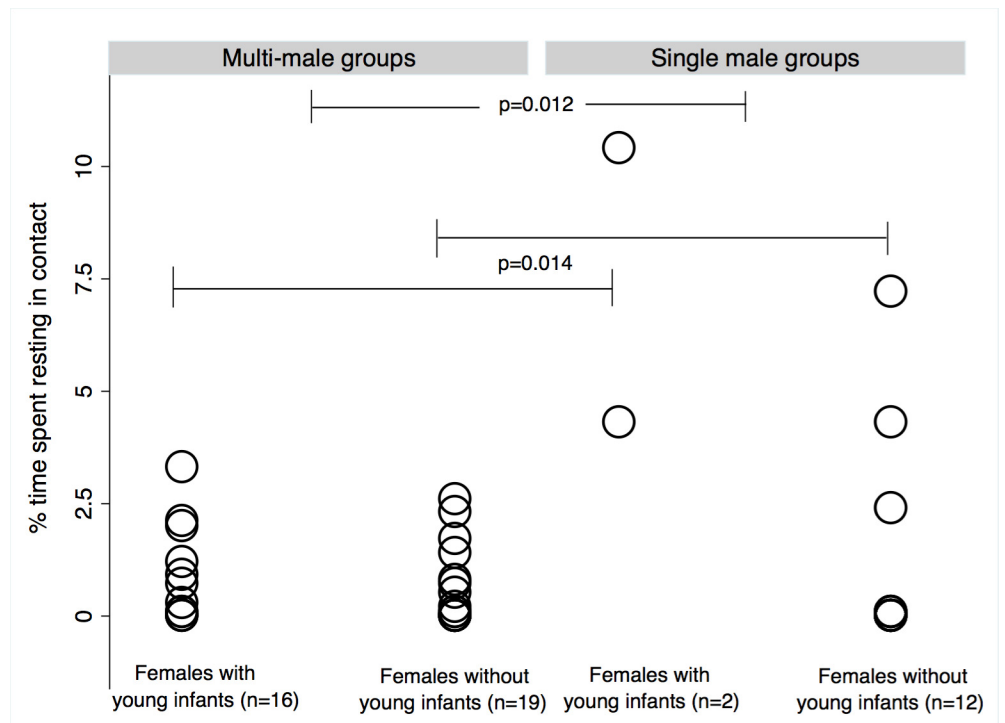 Multi-male groups
Single male groups
p=0.012
p=0.014
% time spent resting in contact
10
7.5
5
2.5
0
Females with
young infants (n=16)
Females without
young infants (n=19)
Females with
young infants (n=2)
Females without
young infants (n=12)